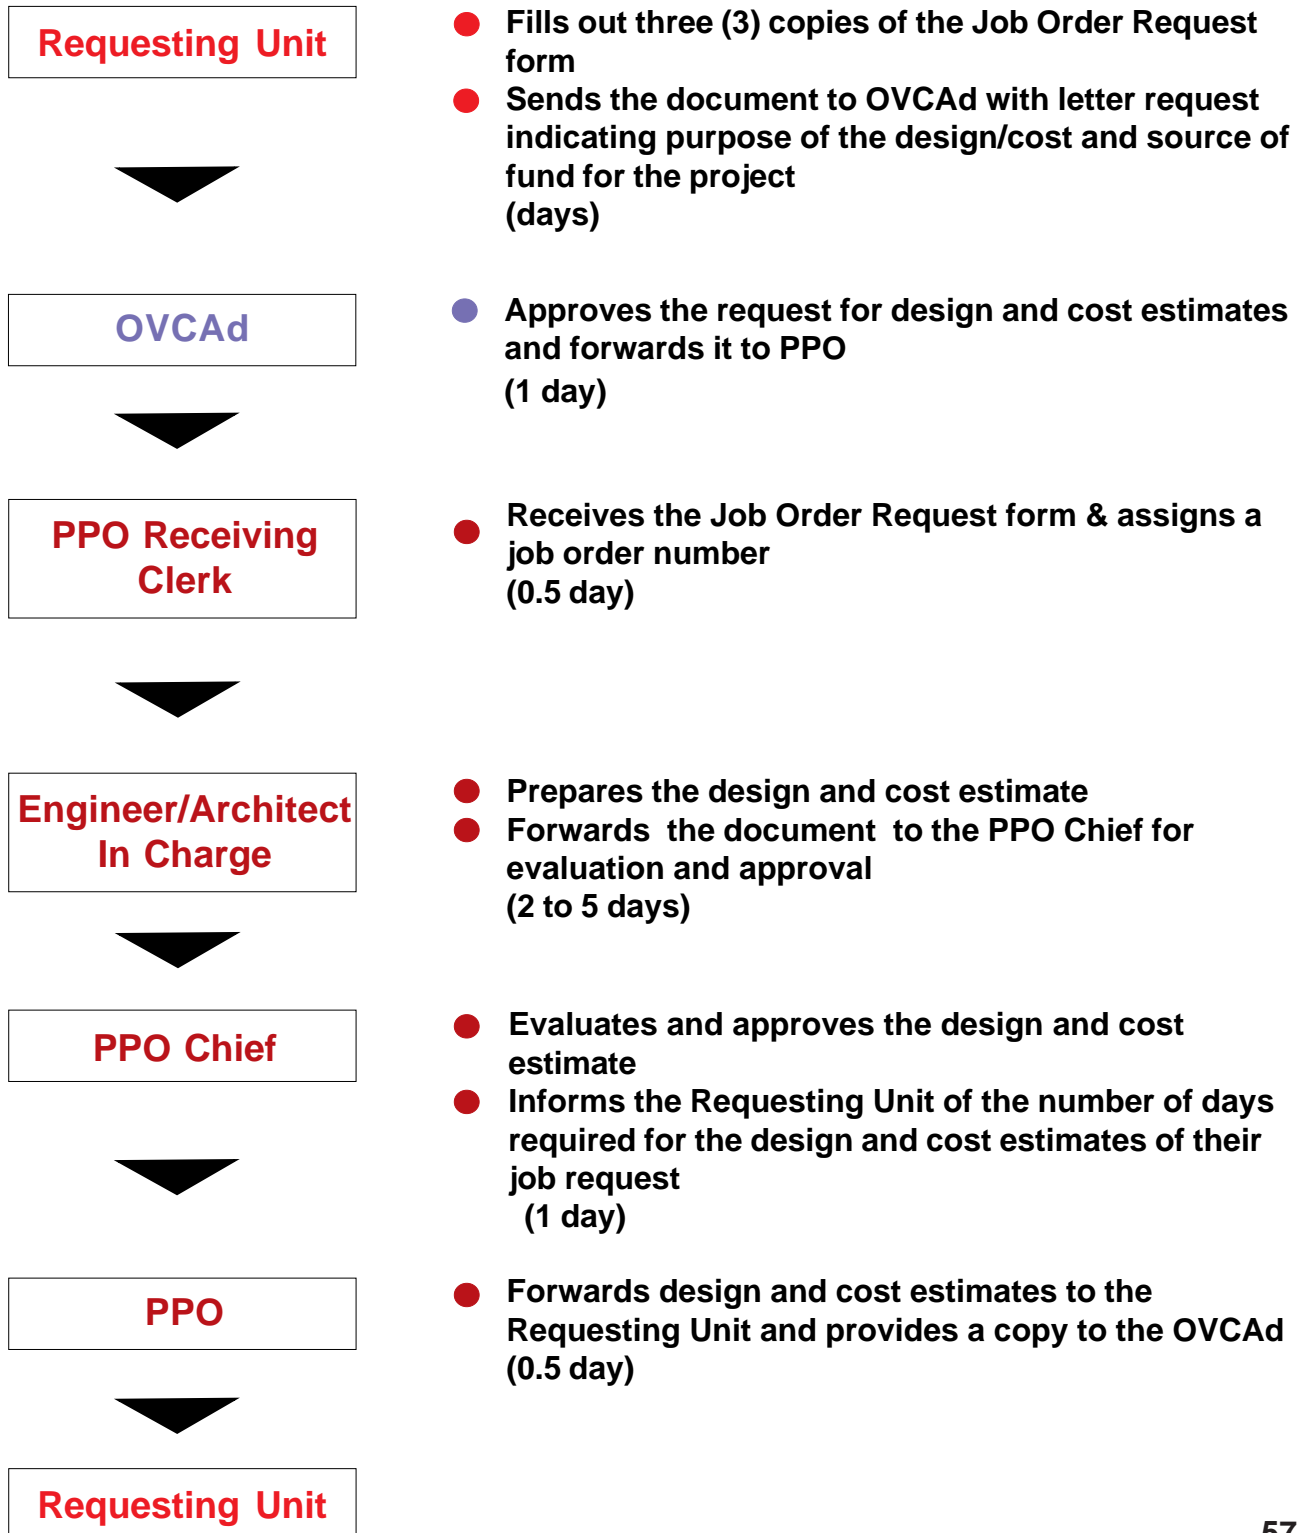 Requesting Unit
Fills out three (3) copies of the Job Order Request
form
Sends the document to OVCAd with letter request
indicating purpose of the design/cost and source of
fund for the project
(days)
OVCAd
Approves the request for design and cost estimates
and forwards it to PPO
(1 day)
PPO Receiving
Clerk
Receives the Job Order Request form & assigns a
job order number
(0.5 day)
Engineer/Architect
In Charge
Prepares the design and cost estimate
Forwards the document to the PPO Chief for
evaluation and approval
(2 to 5 days)
PPO Chief
Evaluates and approves the design and cost
estimate
Informs the Requesting Unit of the number of days
required for the design and cost estimates of their
job request
(1 day)
PPO
Forwards design and cost estimates to the
Requesting Unit and provides a copy to the OVCAd
(0.5 day)
Requesting Unit
57